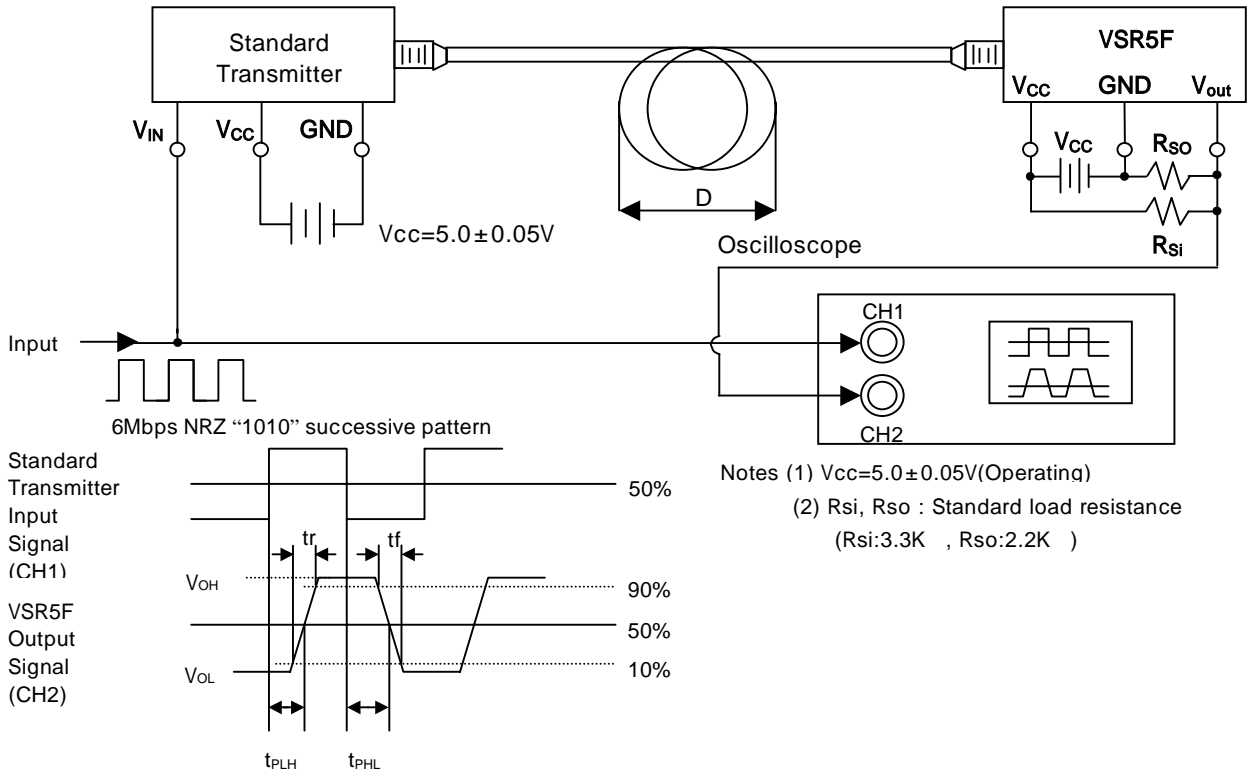 Standard
Transmitter
VSR5F
VCC GND Vout
VIN VCC GND
VCC RSO
RSi
D
Vcc=5.0±0.05V
Oscilloscope
CH1
CH2
Input
6Mbps NRZ “1010” successive pattern
Standard
Transmitter
Input
Signal
(CH1)
50%
tr tf
VOH
90%
VSR5F
Output
Signal
(CH2)
50%
10%
VOL
tPLH tPHL
Notes (1) Vcc=5.0±0.05V(Operating)
(2) Rsi, Rso : Standard load resistance
(Rsi:3.3K , Rso:2.2K )